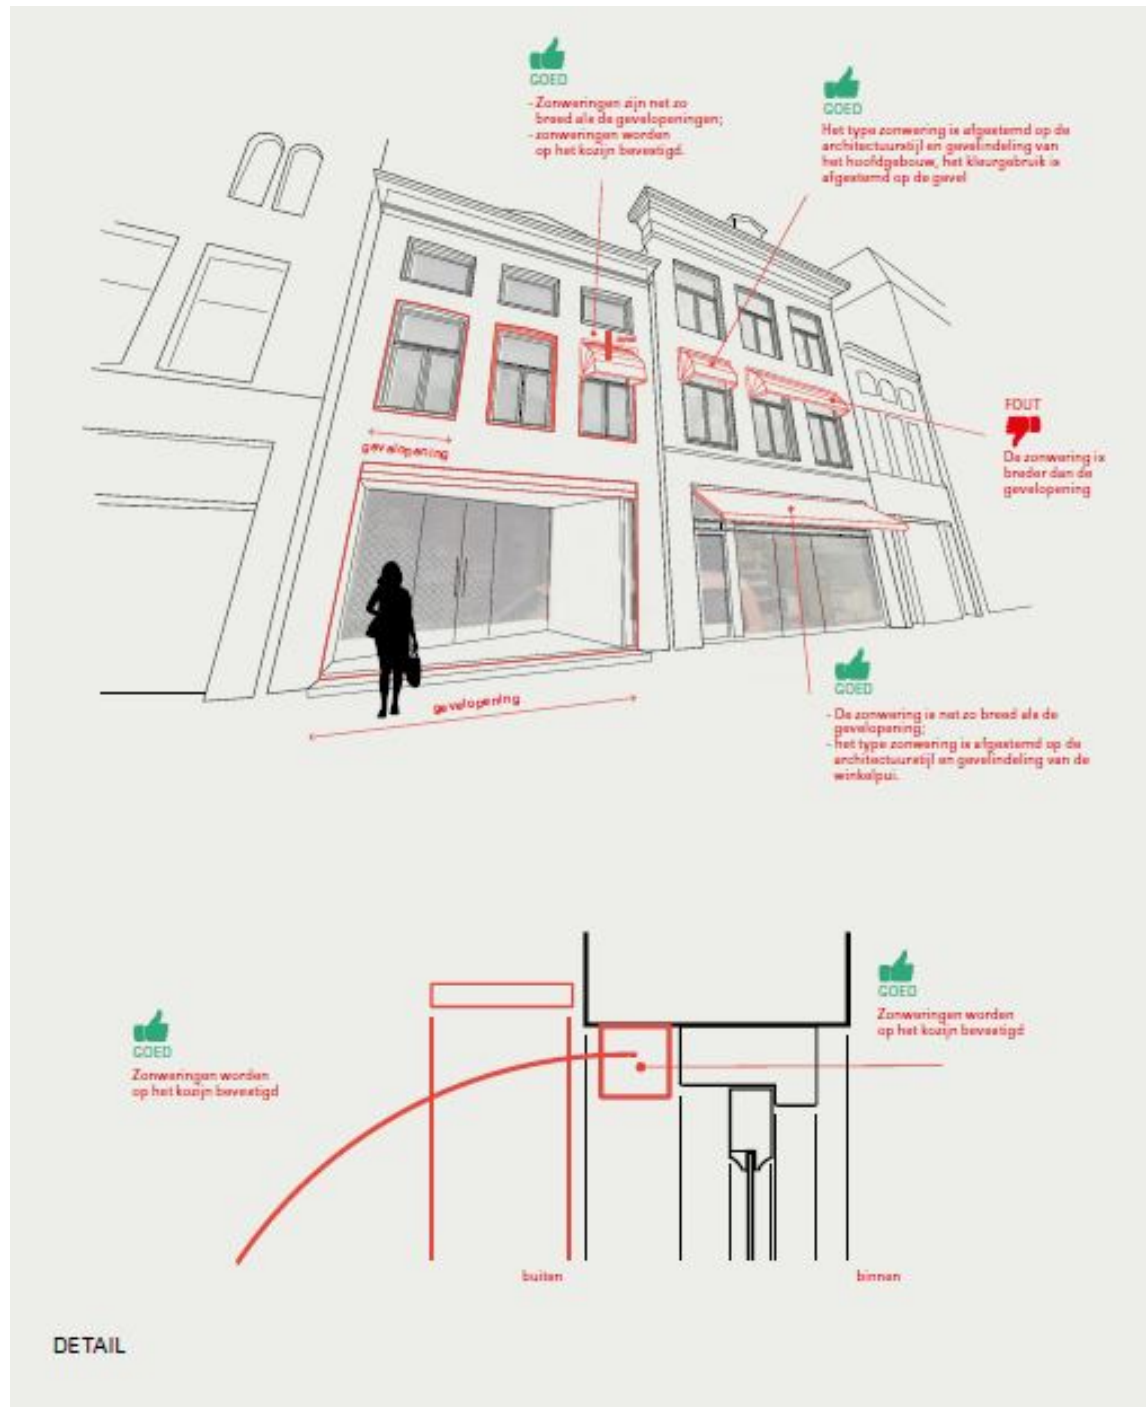 GOED
- Zonweringen zijn net zo
breed als de gevelopeningen;
- zonweringen worden
op het kozijn bevestigd.
GOED
Het type zonwering is afgestemd op de
architectuurstijl en gevelindeling van
het hoofdgebouw, het kleurgebruik is
afgestemd op de gevel
FOUT
De zonwering is
breder dan de
gevelopening
gevelopening
gevelopening
GOED
- De zonwering is net zo breed als de
gevelopening;
- het type zonwering is afgestemd op de
architectuurstijl en gevelindeling van de
winkelpui.
GOED
Zonweringen worden
op het kozijn bevestigd
GOED
Zonweringen worden
op het kozijn bevestigd
buiten
binnen
DETAIL